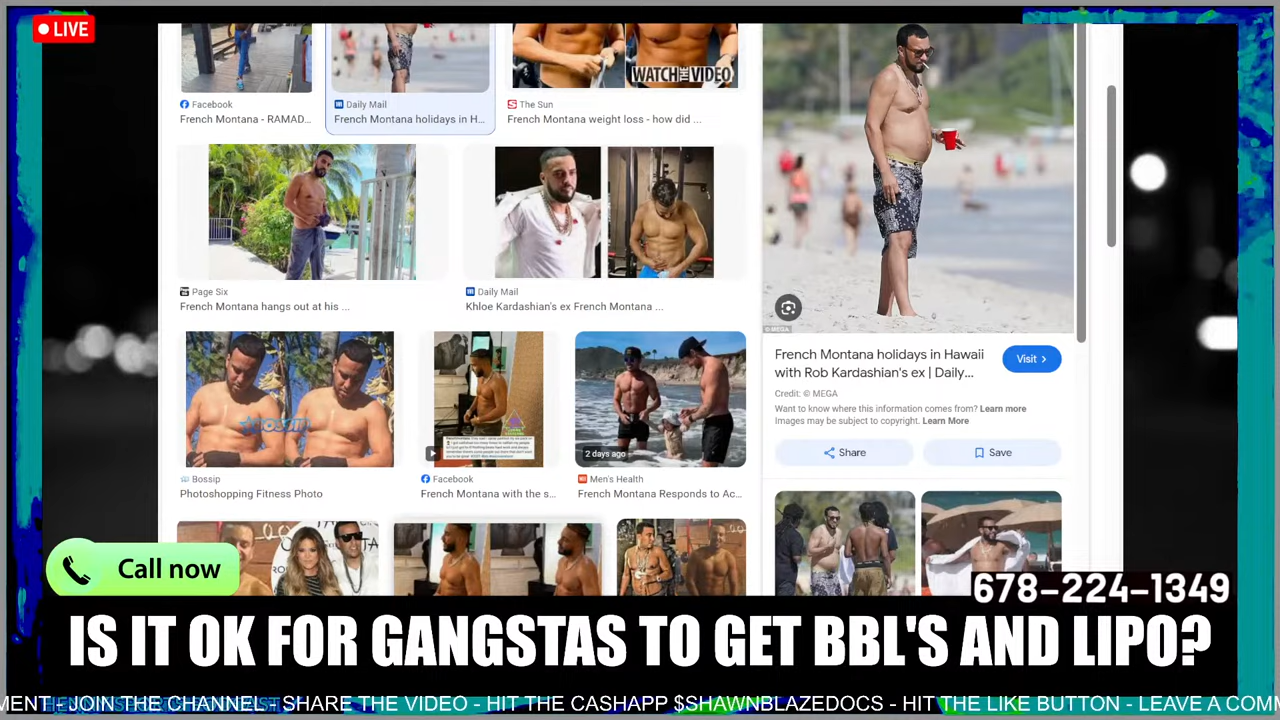 LIVE
WATCH THE VIDEO
Facebook
French Montana - RAMAD...
Daily Mail
French Montana holidays in H...
The Sun
French Montana weight loss - how did ...
Page Six
French Montana hangs out at his ...
Daily Mail
Khloe Kardashian's ex French Montana ...
© MEGA
French Montana holidays in Hawaii
with Rob Kardashian's ex | Daily...
Visit
Credit: © MEGA
Want to know where this information comes from? Learn more
Images may be subject to copyright. Learn More
Share
Save
BOSSIP
2 days ago
Bossip
Photoshopping Fitness Photo
Facebook
French Montana with the s...
Men's Health
French Montana Responds to Ac...
Call now
678-224-1349
IS IT OK FOR GANGSTAS TO GET BBL'S AND LIPO?
MENT - JOIN THE CHANNEL - SHARE THE VIDEO - HIT THE CASHAPP $SHAWNBLAZEDOCS - HIT THE LIKE BUTTON - LEAVE A COMM